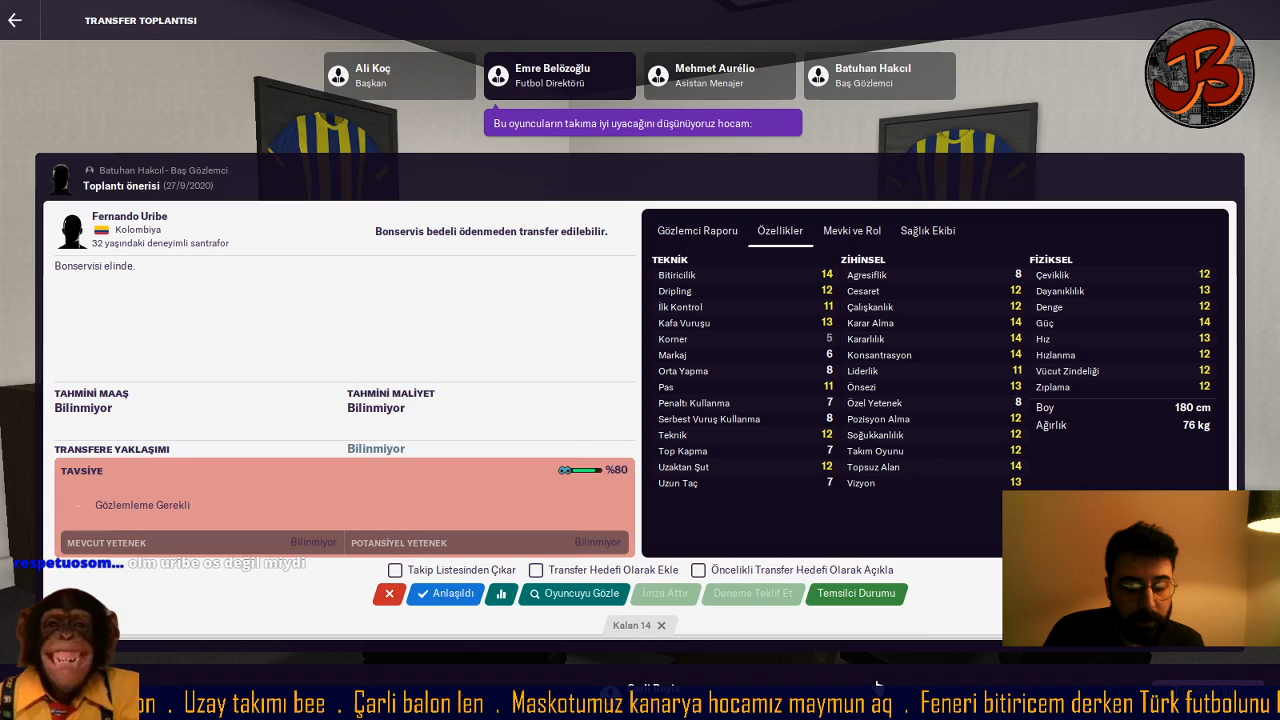 TRANSFER TOPLANTISI
Ali Koç
Başkan
Emre Belözoğlu
Futbol Direktörü
Mehmet Aurélio
Asistan Menajer
Batuhan Hakcıl
Baş Gözlemci
Bu oyuncuların takıma iyi uyacağını düşünüyoruz hocam:
Batuhan Hakcıl- Baş Gözlemci
Toplantı önerisi (27/9/2020)
Fernando Uribe
Kolombiya
32 yaşındaki deneyimli santrafor
Bonservis bedeli ödenmeden transfer edilebilir.
Bonservisi elinde.
TAHMİNİ MAAŞ
Bilinmiyor
TAHMİNİ MALİYET
Bilinmiyor
TRANSFERE YAKLAŞIMI
Bilinmiyor
TAVSİYE
%80
- Gözlemleme Gerekli
MEVCUT YETENEK Bilinmiyor
POTANSİYEL YETENEK Bilinmiyor
Gözlemci Raporu Özellikler Mevki ve Rol Sağlık Ekibi
TEKNİK
Bitiricilik 14
Dripling 12
İlk Kontrol 11
Kafa Vuruşu 13
Korner 5
Markaj 6
Orta Yapma 8
Pas 11
Penaltı Kullanma 7
Serbest Vuruş Kullanma 8
Teknik 12
Top Kapma 7
Uzaktan Şut 12
Uzun Taç 7
ZİHİNSEL
Agresiflik 8
Cesaret 12
Çalışkanlık 12
Karar Alma 14
Kararlılık 14
Konsantrasyon 14
Liderlik 11
Önsezi 13
Özel Yetenek 8
Pozisyon Alma 12
Soğukkanlılık 12
Takım Oyunu 12
Topsuz Alan 14
Vizyon 13
FİZİKSEL
Çeviklik 12
Dayanıklılık 13
Denge 12
Güç 14
Hız 13
Hızlanma 12
Vücut Zindeliği 12
Zıplama 12
Boy 180 cm
Ağırlık 76 kg
respetuosom... olm uribe os değil miydi
Takip Listesinden Çıkar
Transfer Hedefi Olarak Ekle
Öncelikli Transfer Hedefi Olarak Açıkla
Anlaşıldı
Oyuncuyu Gözle
İmza Attır
Deneme Teklif Et
Temsilci Durumu
Kalan 14
on . Uzay takımı bee . Çarli balon len . Maskotumuz kanarya hocamız maymun aq . Feneri bitiricem derken Türk futbolunu